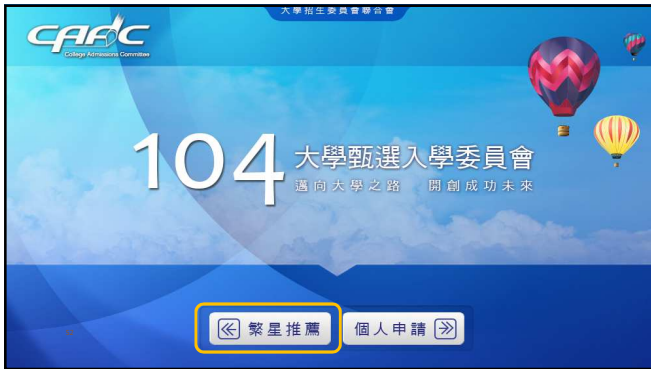 大學招生委員會聯合會
CAAC
College Admissions Committee
104 大學甄選入學委員會
邁向大學之路 開創成功未來
繁星推薦
個人申請